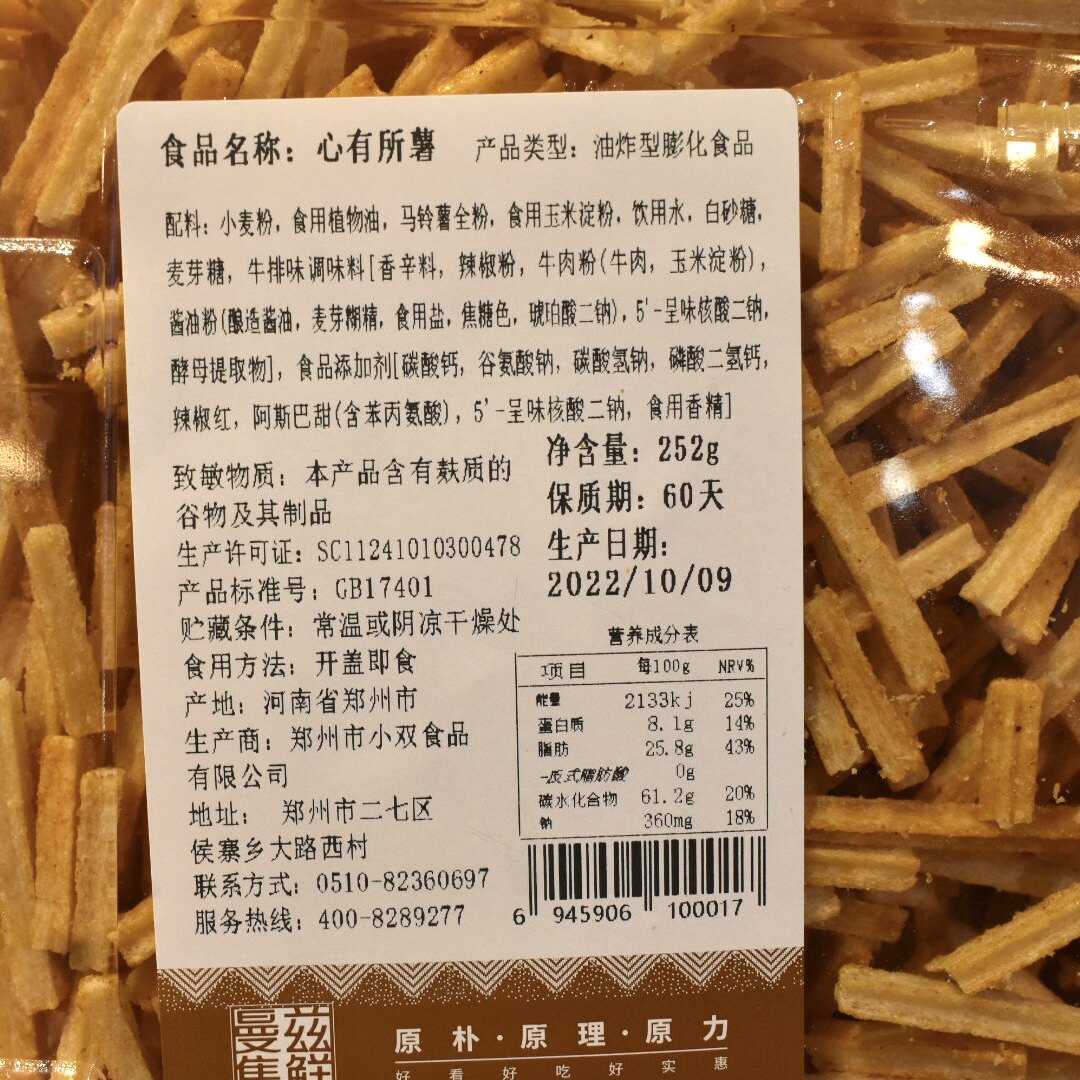 食品名称：心有所薯 产品类型：油炸型膨化食品
配料：小麦粉，食用植物油，马铃薯全粉，食用玉米淀粉，饮用水，白砂糖，
麦芽糖，牛排味调味料[香辛料，辣椒粉，牛肉粉(牛肉，玉米淀粉)，
酱油粉(酿造酱油，麦芽糊精，食用盐，焦糖色，琥珀酸二钠)，5'-呈味核酸二钠，
酵母提取物]，食品添加剂[碳酸钙，谷氨酸钠，碳酸氢钠，磷酸二氢钙，
辣椒红，阿斯巴甜(含苯丙氨酸)，5'-呈味核酸二钠，食用香精]
致敏物质：本产品含有麸质的
谷物及其制品
生产许可证：SC11241010300478
产品标准号：GB17401
贮藏条件：常温或阴凉干燥处
食用方法：开盖即食
产地：河南省郑州市
生产商：郑州市小双食品
有限公司
地址： 郑州市二七区
侯寨乡大路西村
联系方式：0510-82360697
服务热线：400-8289277
净含量：252g
保质期：60天
生产日期：
2022/10/09
营养成分表
项目 每100g NRV%
能量 2133kj 25%
蛋白质 8.1g 14%
脂肪 25.8g 43%
-反式脂肪酸 0g
碳水化合物 61.2g 20%
钠 360mg 18%
6 945906 100017
原朴·原理·原力
好看好吃好实惠